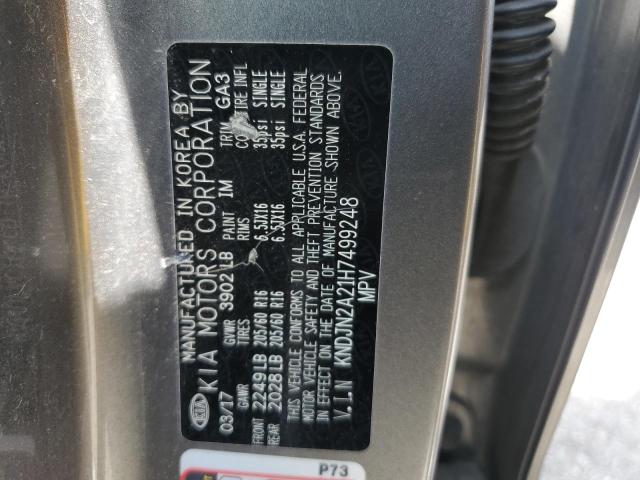 MANUFACTURED IN KOREA BY
KIA KIA MOTORS CORPORATION
03/17 GVWR 3902LB PAINT IM TRIM GA3
GAWR TIRES RIMS COLD TIRE INFL
FRONT 2249LB 205/60 R16 6.5JX16 35psi SINGLE
REAR 2028LB 205/60 R16 6.5JX16 35psi SINGLE
THIS VEHICLE CONFORMS TO ALL APPLICABLE U.S.A. FEDERAL
MOTOR VEHICLE SAFETY AND THEFT PREVENTION STANDARDS
IN EFFECT ON THE DATE OF MANUFACTURE SHOWN ABOVE.
V.I.N KNDJN2A21H7499248
MPV
P73